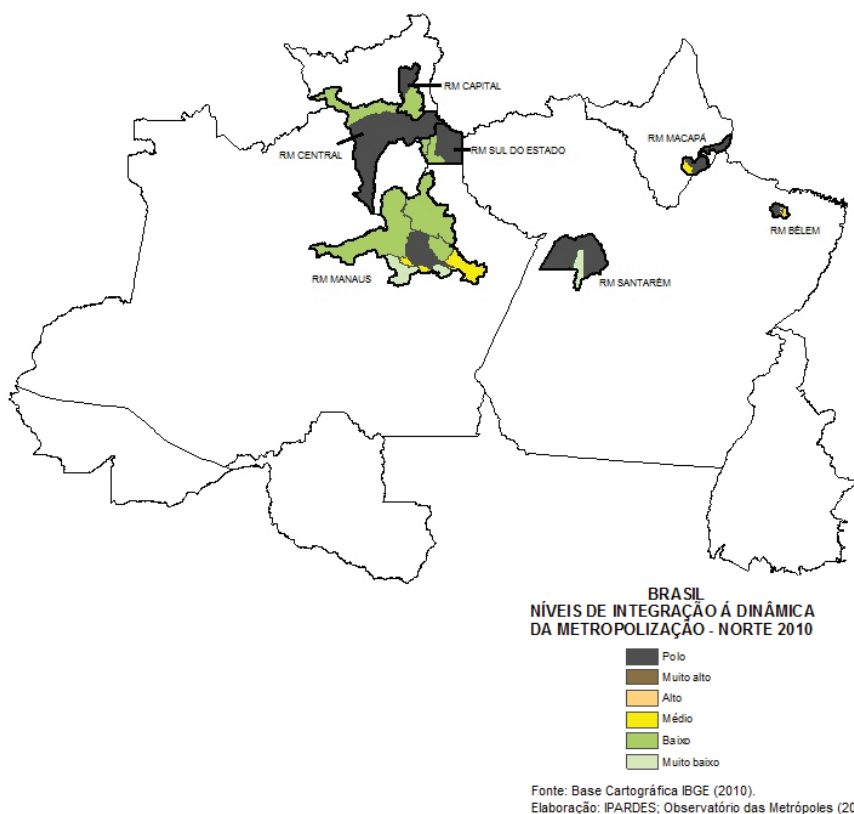 RM CAPITAL
RM MACAPÁ
RM CENTRAL
RM SUL DO ESTADO
RM BÉLEM
RM MANAUS
RM SANTARÉM
BRASIL
NÍVEIS DE INTEGRAÇÃO Á DINÂMICA
DA METROPOLIZAÇÃO - NORTE 2010
Polo
Muito alto
Alto
Médio
Baixo
Muito baixo
Fonte: Base Cartográfica IBGE (2010).
Elaboração: IPARDES; Observatório das Metrópoles (20